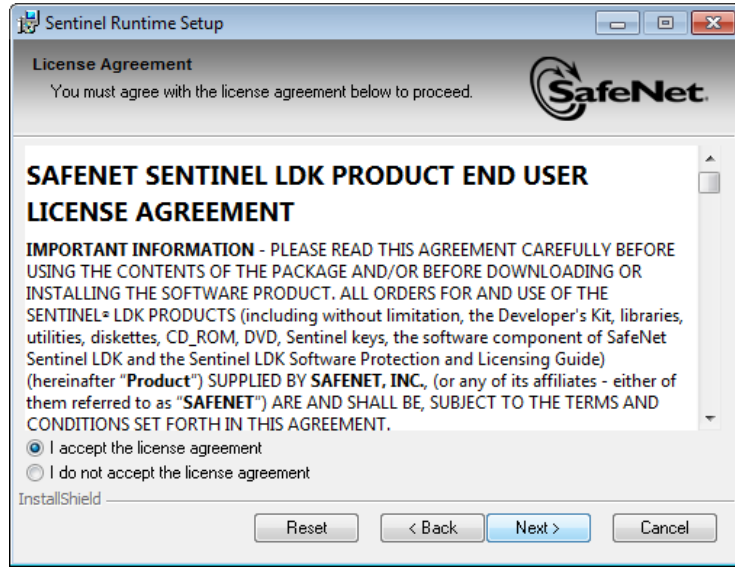 Sentinel Runtime Setup
License Agreement
You must agree with the license agreement below to proceed.
SafeNet.
SAFENET SENTINEL LDK PRODUCT END USER
LICENSE AGREEMENT
IMPORTANT INFORMATION - PLEASE READ THIS AGREEMENT CAREFULLY BEFORE
USING THE CONTENTS OF THE PACKAGE AND/OR BEFORE DOWNLOADING OR
INSTALLING THE SOFTWARE PRODUCT. ALL ORDERS FOR AND USE OF THE
SENTINEL® LDK PRODUCTS (including without limitation, the Developer's Kit, libraries,
utilities, diskettes, CD_ROM, DVD, Sentinel keys, the software component of SafeNet
Sentinel LDK and the Sentinel LDK Software Protection and Licensing Guide)
(hereinafter “Product”) SUPPLIED BY SAFENET, INC., (or any of its affiliates - either of
them referred to as “SAFENET”) ARE AND SHALL BE, SUBJECT TO THE TERMS AND
CONDITIONS SET FORTH IN THIS AGREEMENT.
I accept the license agreement
I do not accept the license agreement
InstallShield
Reset
< Back
Next >
Cancel